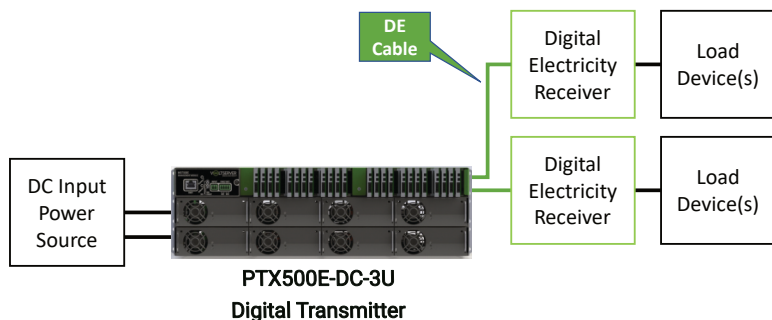 DE
Cable
Digital
Electricity
Receiver
Load
Device(s)
DC Input
Power
Source
VOLTSERVER
Digital
Electricity
Receiver
Load
Device(s)
PTX500E-DC-3U
Digital Transmitter